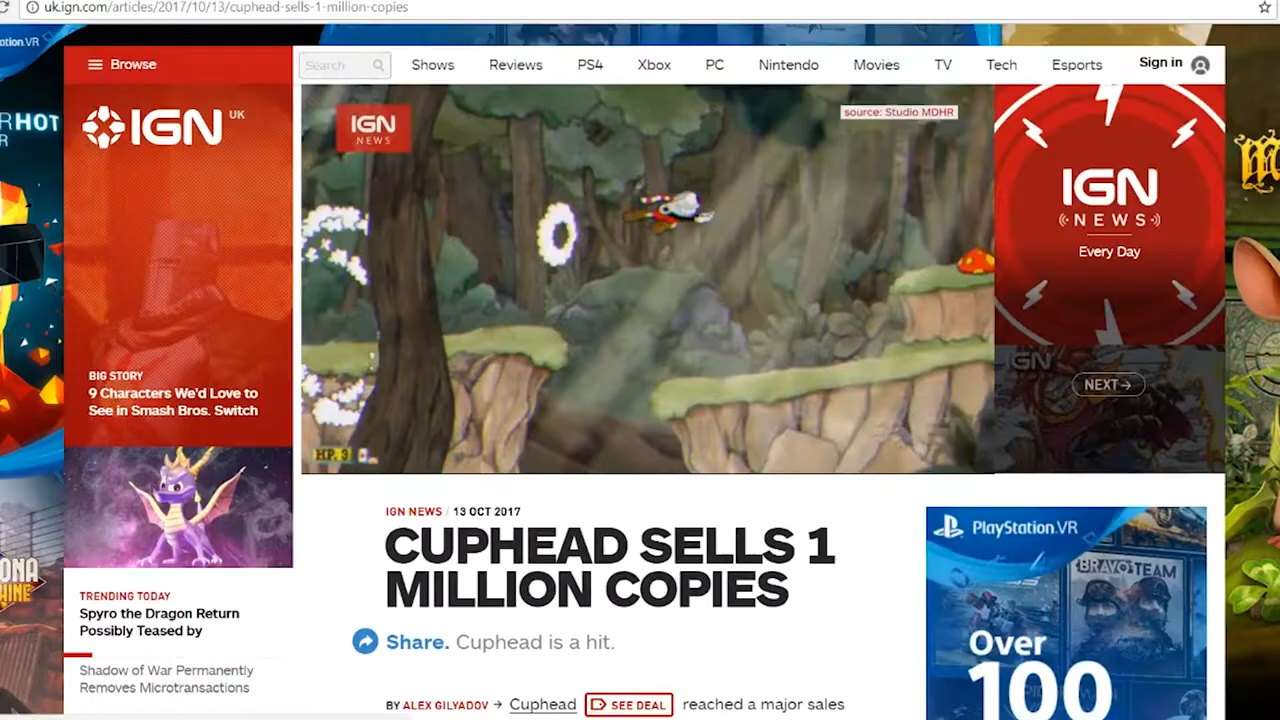 uk.ign.com/articles/2017/10/13/cuphead-sells-1-million-copies
Browse
Search
Shows
Reviews
PS4
Xbox
PC
Nintendo
Movies
TV
Tech
Esports
Sign in
IGN UK
BIG STORY
9 Characters We'd Love to
See in Smash Bros. Switch
TRENDING TODAY
Spyro the Dragon Return
Possibly Teased by
Shadow of War Permanently
Removes Microtransactions
IGN
NEWS
source: Studio MDHR
HP. 3
IGN
NEWS
Every Day
IGN
NEXT→
IGN NEWS / 13 OCT 2017
CUPHEAD SELLS 1
MILLION COPIES
Share. Cuphead is a hit.
BY ALEX GILYADOV → Cuphead SEE DEAL reached a major sales
PlayStation.VR
BRAVO TEAM
Over
100